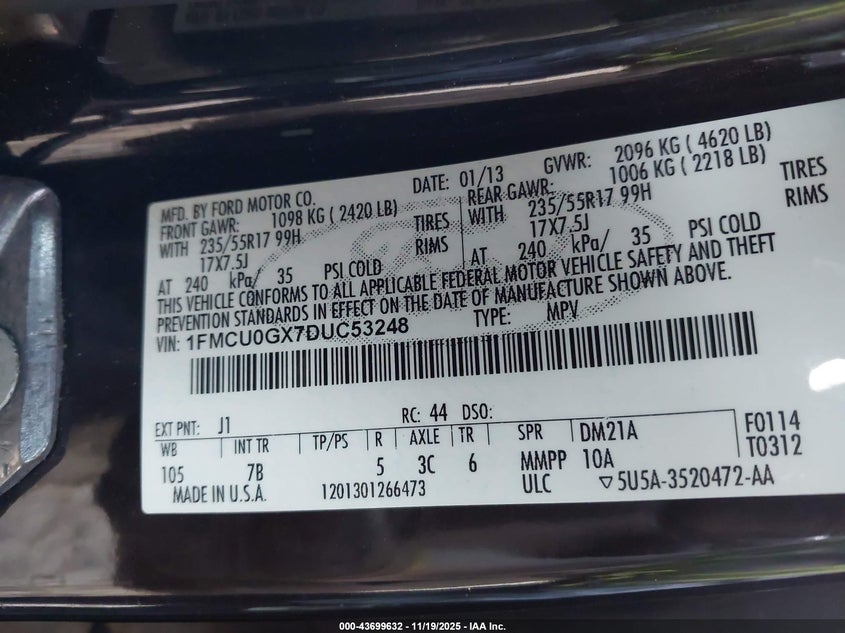 MFD. BY FORD MOTOR CO.
DATE: 01/13
GVWR: 2096 KG ( 4620 LB)
FRONT GAWR: 1098 KG ( 2420 LB)
REAR GAWR: 1006 KG ( 2218 LB)
WITH 235/55R17 99H TIRES
WITH 235/55R17 99H TIRES
17X7.5J RIMS
17X7.5J RIMS
AT 240 kPa/ 35 PSI COLD
AT 240 kPa/ 35 PSI COLD
THIS VEHICLE CONFORMS TO ALL APPLICABLE FEDERAL MOTOR VEHICLE SAFETY AND THEFT
PREVENTION STANDARDS IN EFFECT ON THE DATE OF MANUFACTURE SHOWN ABOVE.
VIN: 1FMCU0GX7DUC53248
TYPE: MPV
EXT PNT: J1 RC: 44 DSO:
WB INT TR TP/PS R AXLE TR SPR DM21A F0114
105 7B 5 3C 6 MMPP 10A T0312
MADE IN U.S.A. 1201301266473 ULC ▽5U5A-3520472-AA
000-43699632 - 11/19/2025 - IAA Inc.